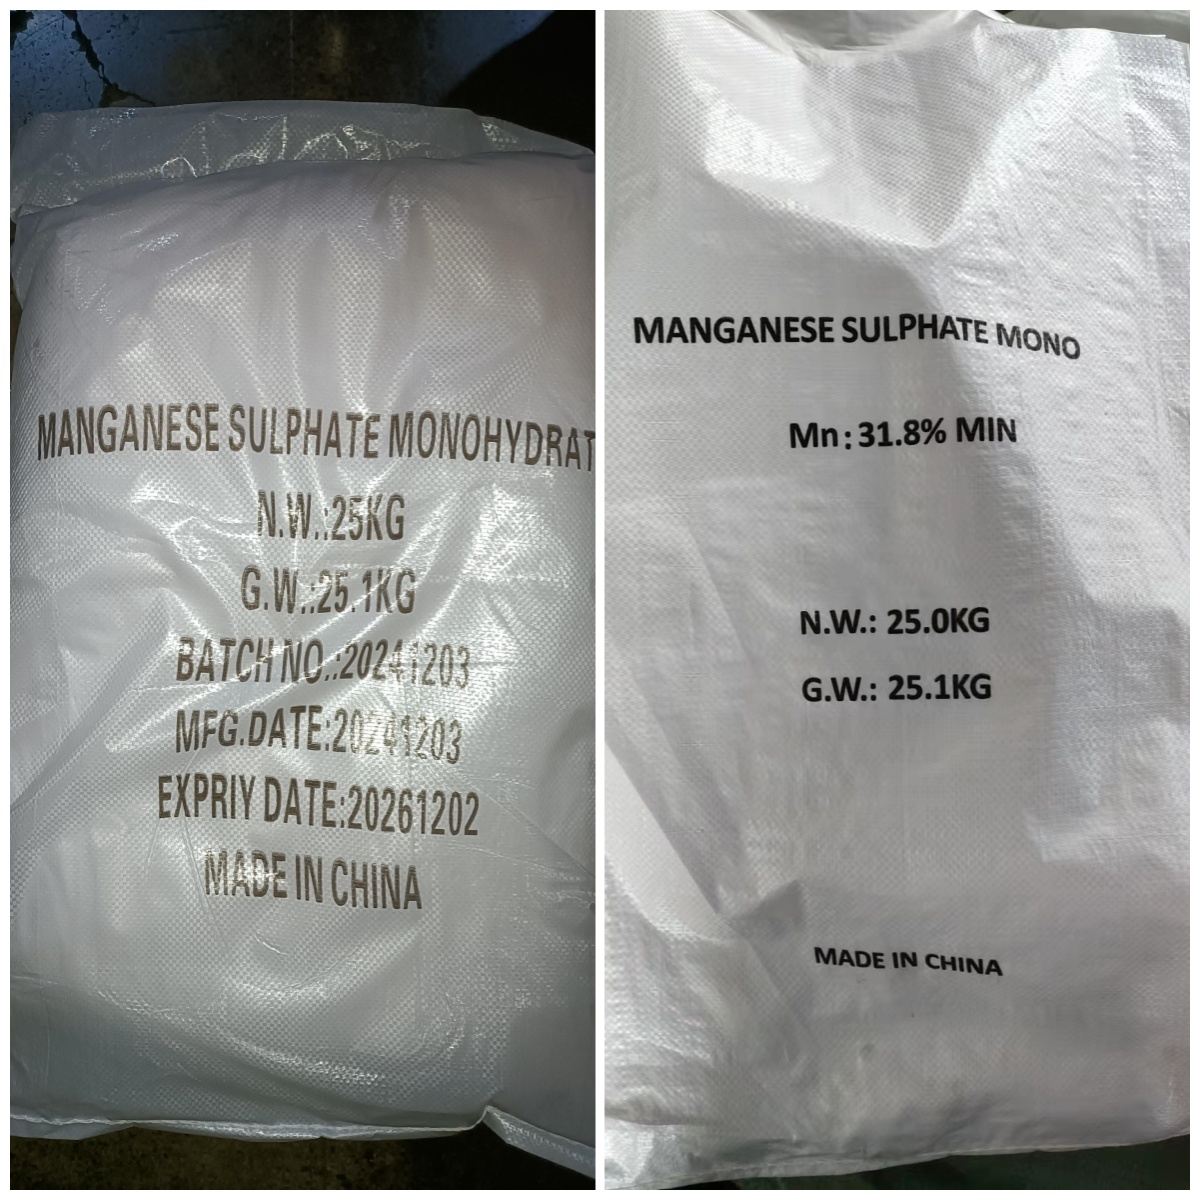 MANGANESE SULPHATE MONOHYDRAT
N.W.:25KG
G.W.:25.1KG
BATCH NO.:20241203
MFG.DATE:20241203
EXPRIY DATE:20261202
MADE IN CHINA
MANGANESE SULPHATE MONO
Mn:31.8% MIN
N.W.: 25.0KG
G.W.: 25.1KG
MADE IN CHINA